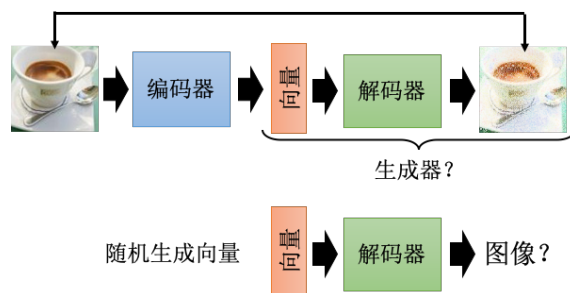 编码器
向量
解码器
生成器?
随机生成向量
向量
解码器
图像?